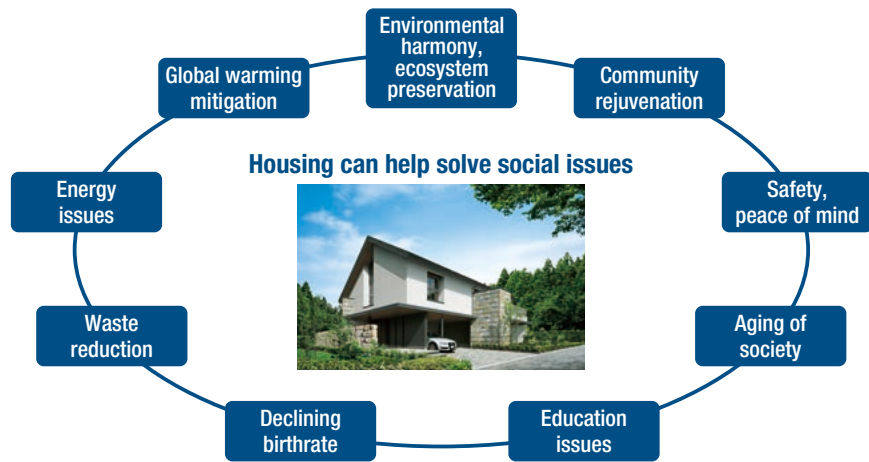 Environmental
harmony,
ecosystem
preservation
Global warming
mitigation
Community
rejuvenation
Housing can help solve social issues
Energy
issues
Safety,
peace of mind
Waste
reduction
Aging of
society
Declining
birthrate
Education
issues